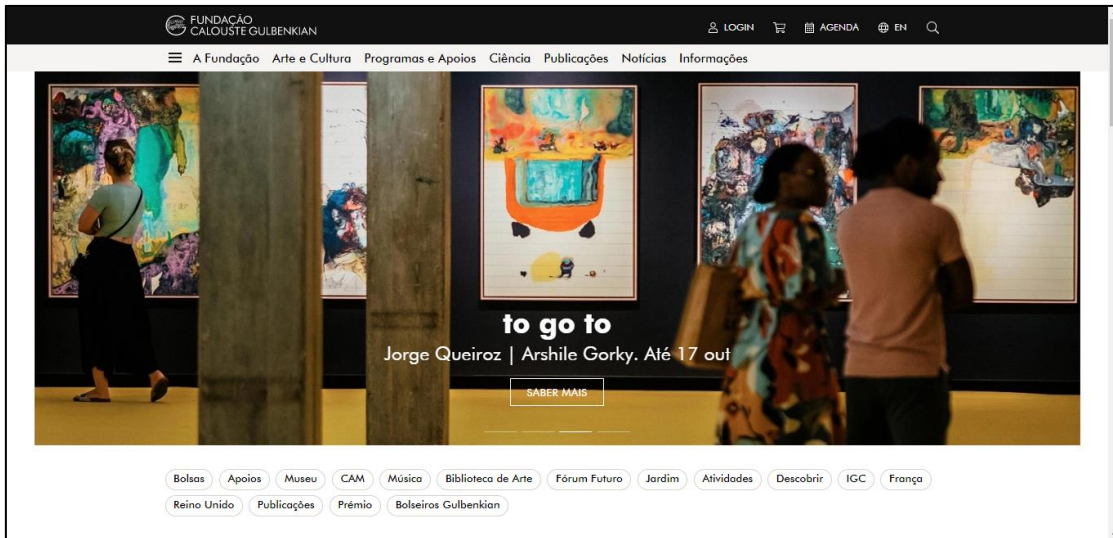 FUNDAÇÃO
CALOUSTE GULBENKIAN
LOGIN AGENDA EN
A Fundação Arte e Cultura Programas e Apoios Ciência Publicações Notícias Informações
to go to
Jorge Queiroz | Arshile Gorky. Até 17 out
SABER MAIS
Bolsas Apoios Museu CAM Música Biblioteca de Arte Fórum Futuro Jardim Atividades Descobrir IGC França
Reino Unido Publicações Prémio Bolseiros Gulbenkian